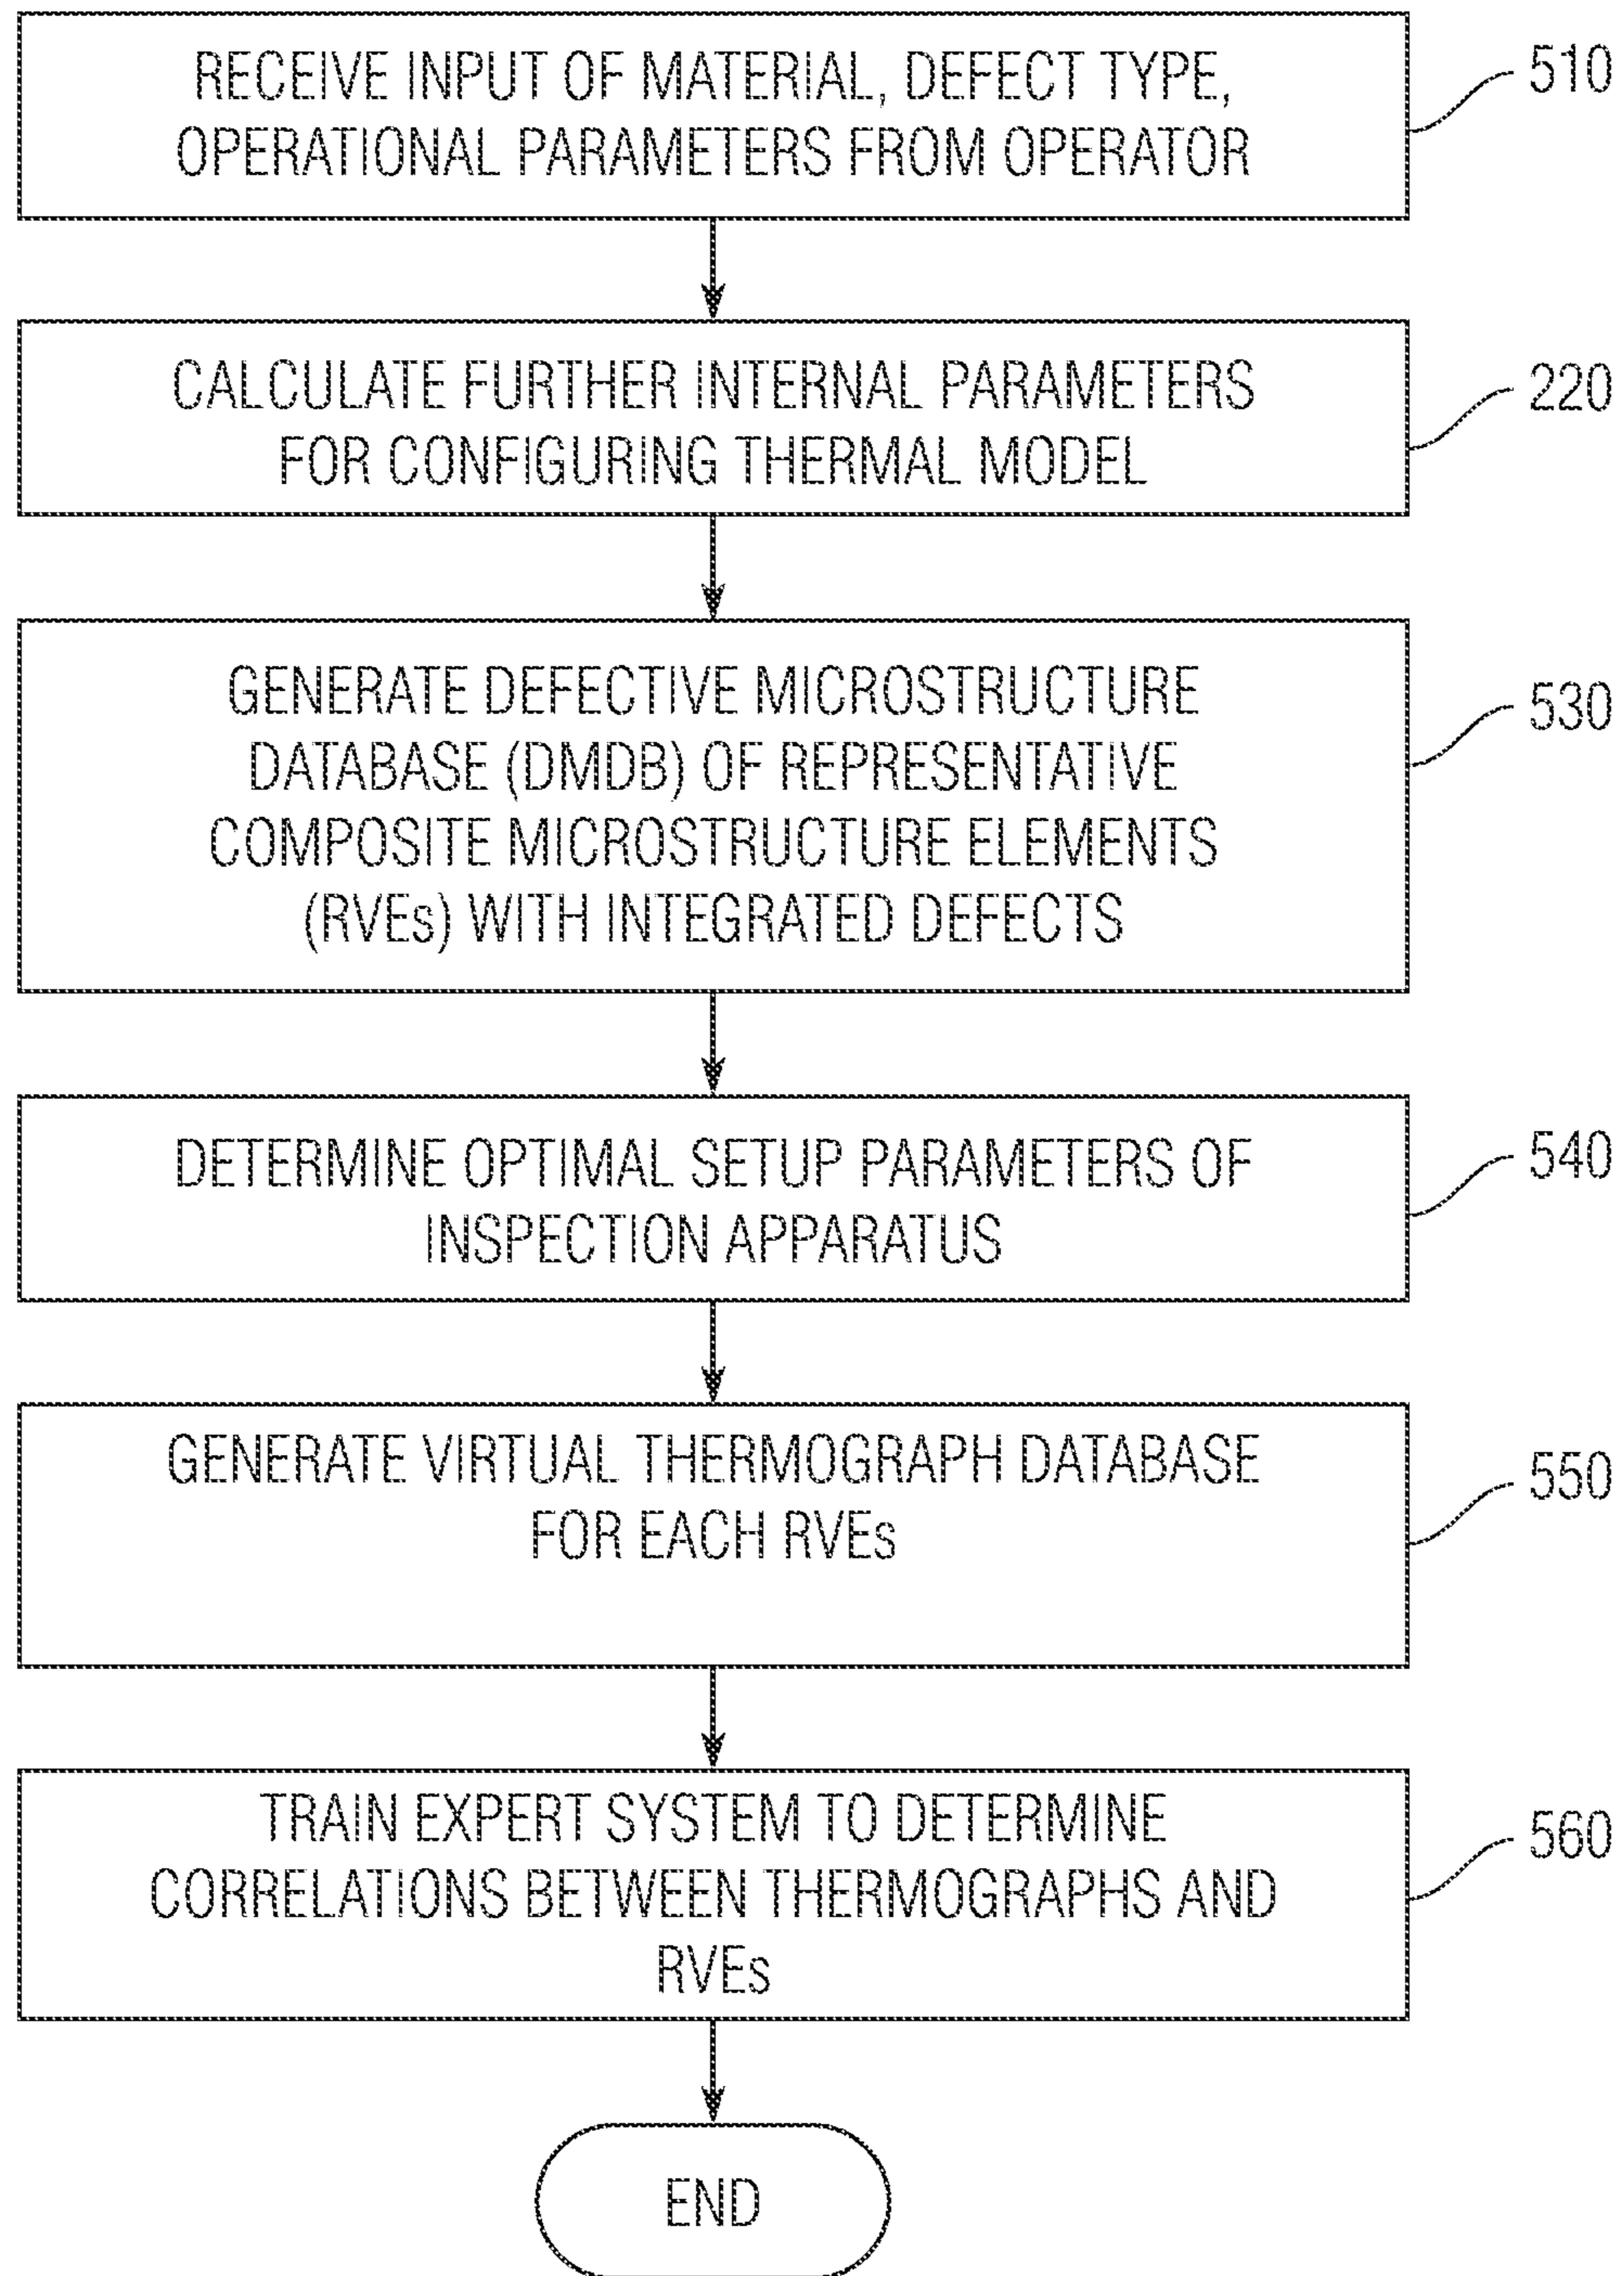 RECEIVE INPUT OF MATERIAL, DEFECT TYPE,
OPERATIONAL PARAMETERS FROM OPERATOR
510
CALCULATE FURTHER INTERNAL PARAMETERS
FOR CONFIGURING THERMAL MODEL
220
GENERATE DEFECTIVE MICROSTRUCTURE
DATABASE (DMDB) OF REPRESENTATIVE
COMPOSITE MICROSTRUCTURE ELEMENTS
(RVEs) WITH INTEGRATED DEFECTS
530
DETERMINE OPTIMAL SETUP PARAMETERS OF
INSPECTION APPARATUS
540
GENERATE VIRTUAL THERMOGRAPH DATABASE
FOR EACH RVEs
550
TRAIN EXPERT SYSTEM TO DETERMINE
CORRELATIONS BETWEEN THERMOGRAPHS AND
RVEs
560
END